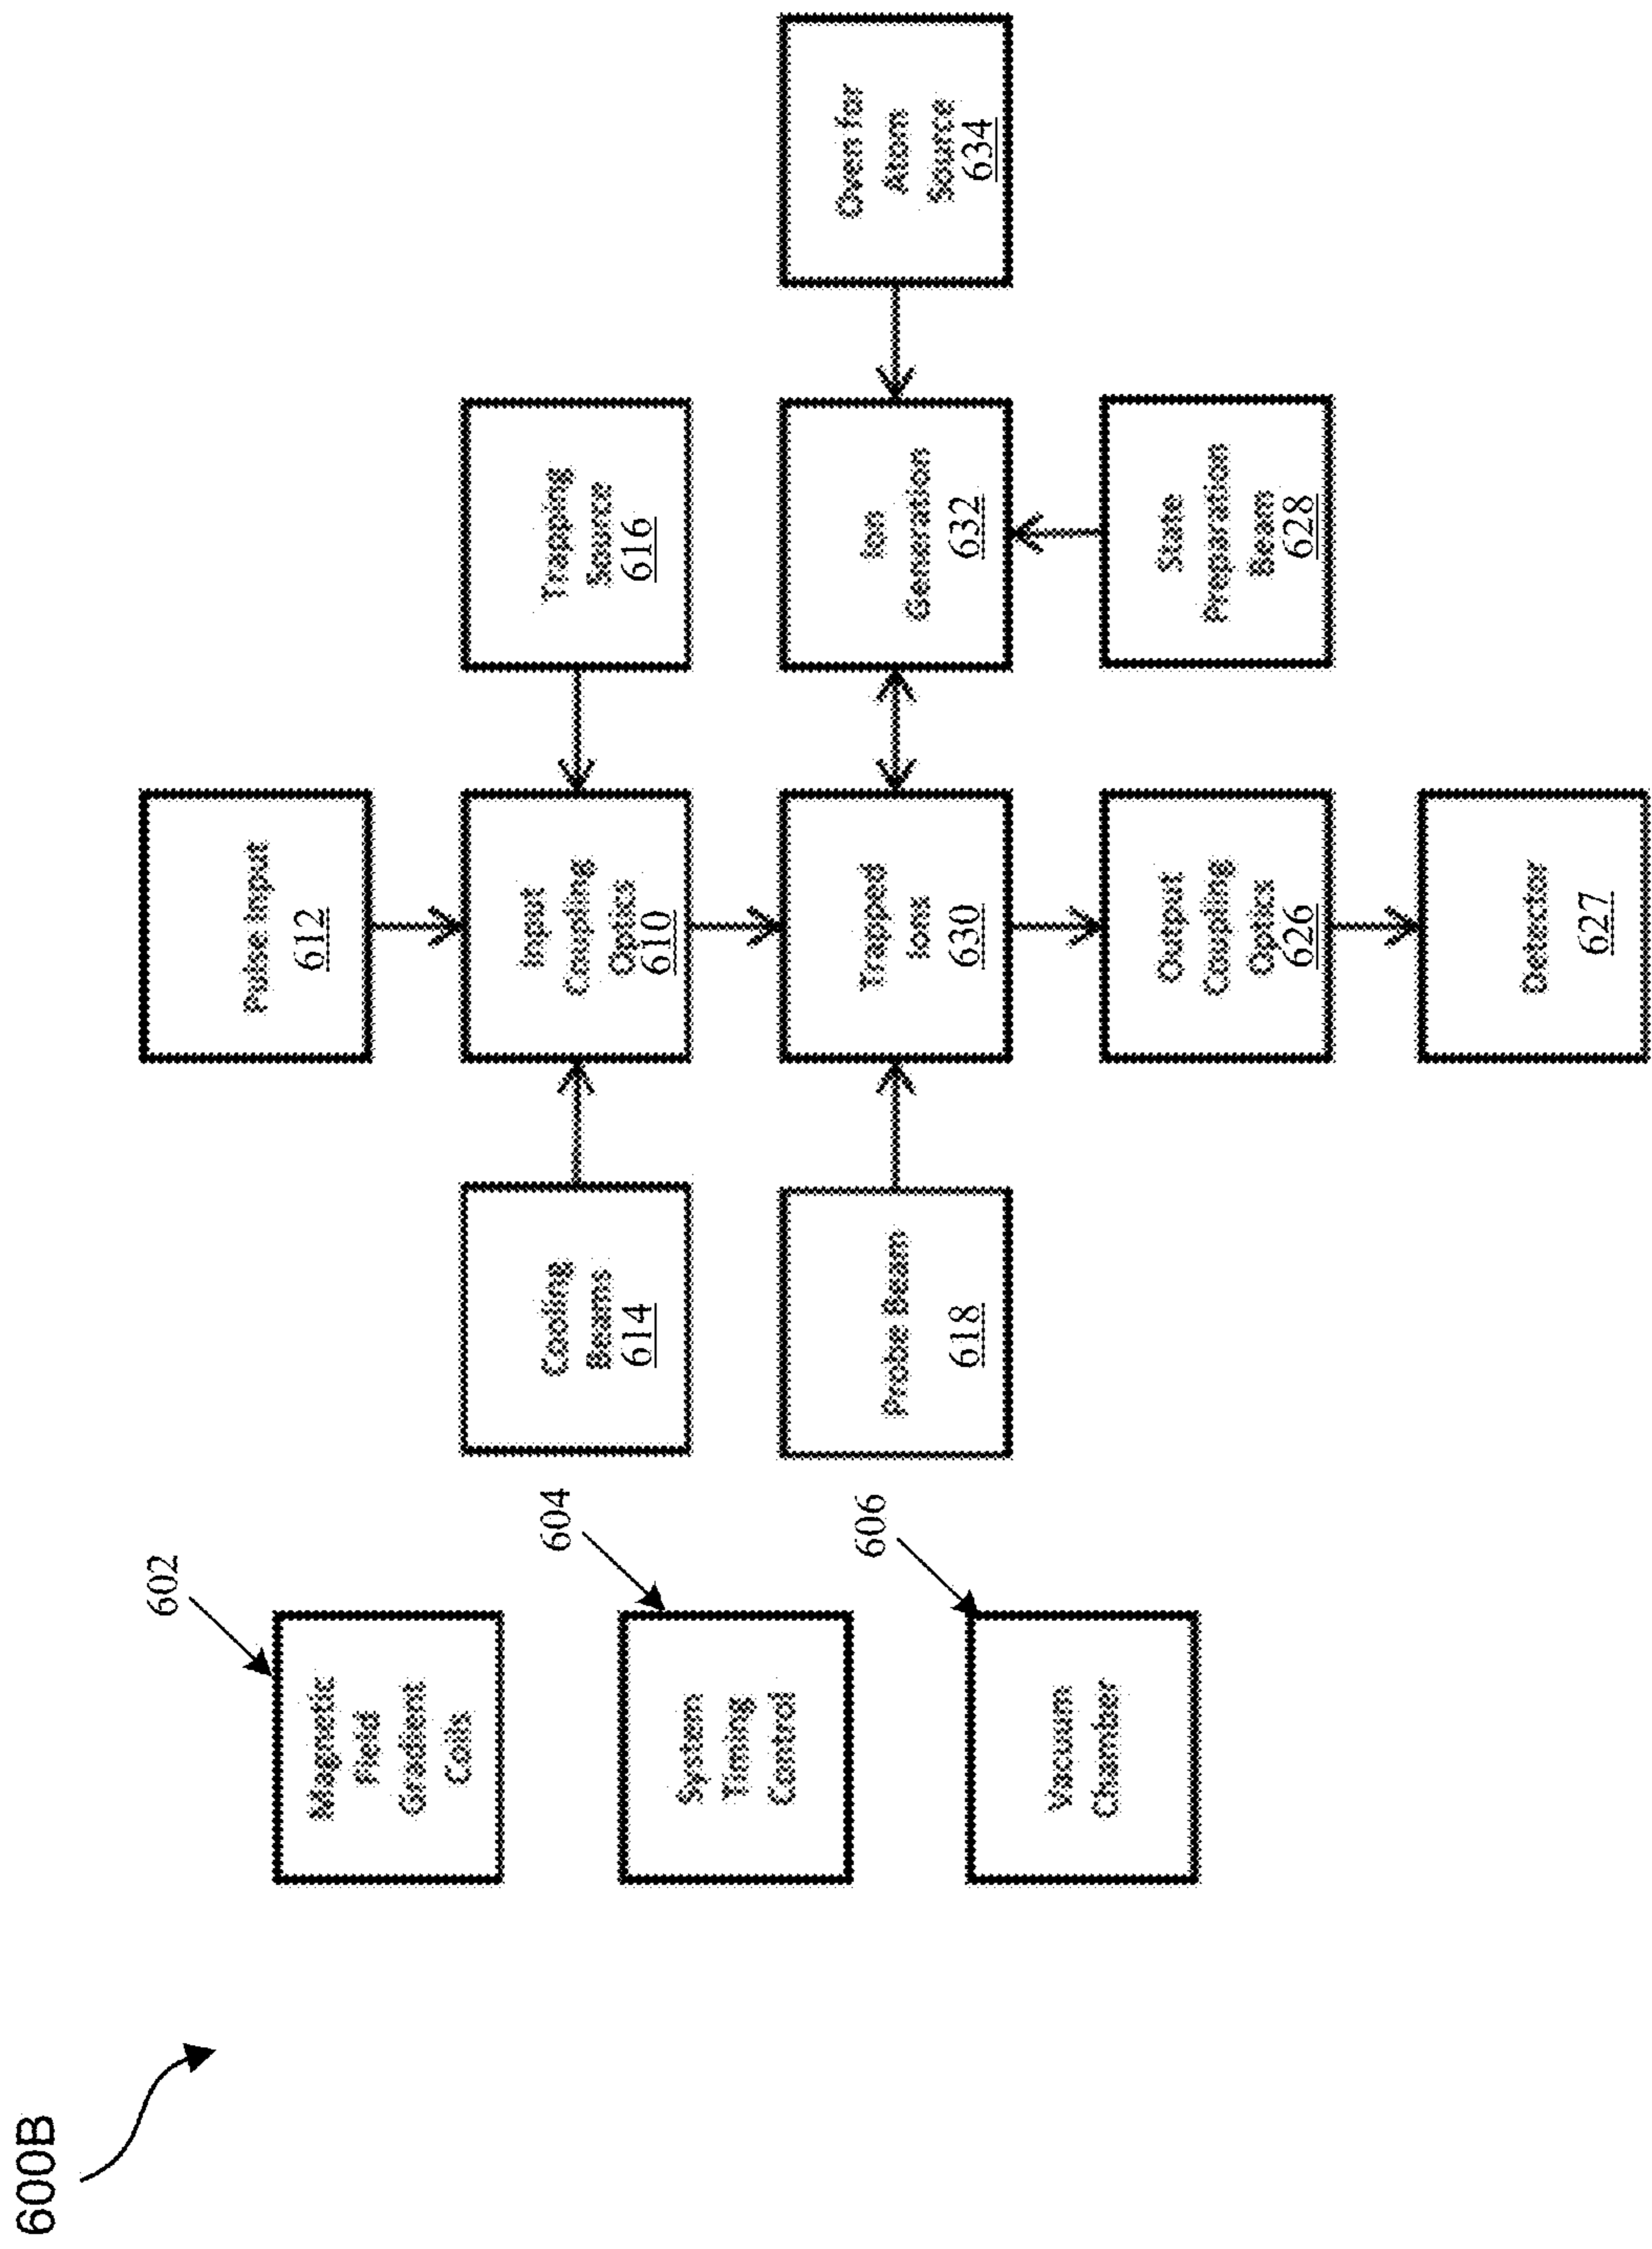 600B
602
Magnetic
Field
Gradient
Coils
604
System
Timing
Control
606
Vacuum
Chamber
Pulse Input
612
Cooling
Beams
614
Input
Coupling
Optics
610
Trapping
Source
616
Probe Beam
618
Trapped
Ions
630
Ion
Generation
632
Oven for
Atom
Source
634
Output
Coupling
Optics
626
State
Preparation
Beam
628
Detector
627